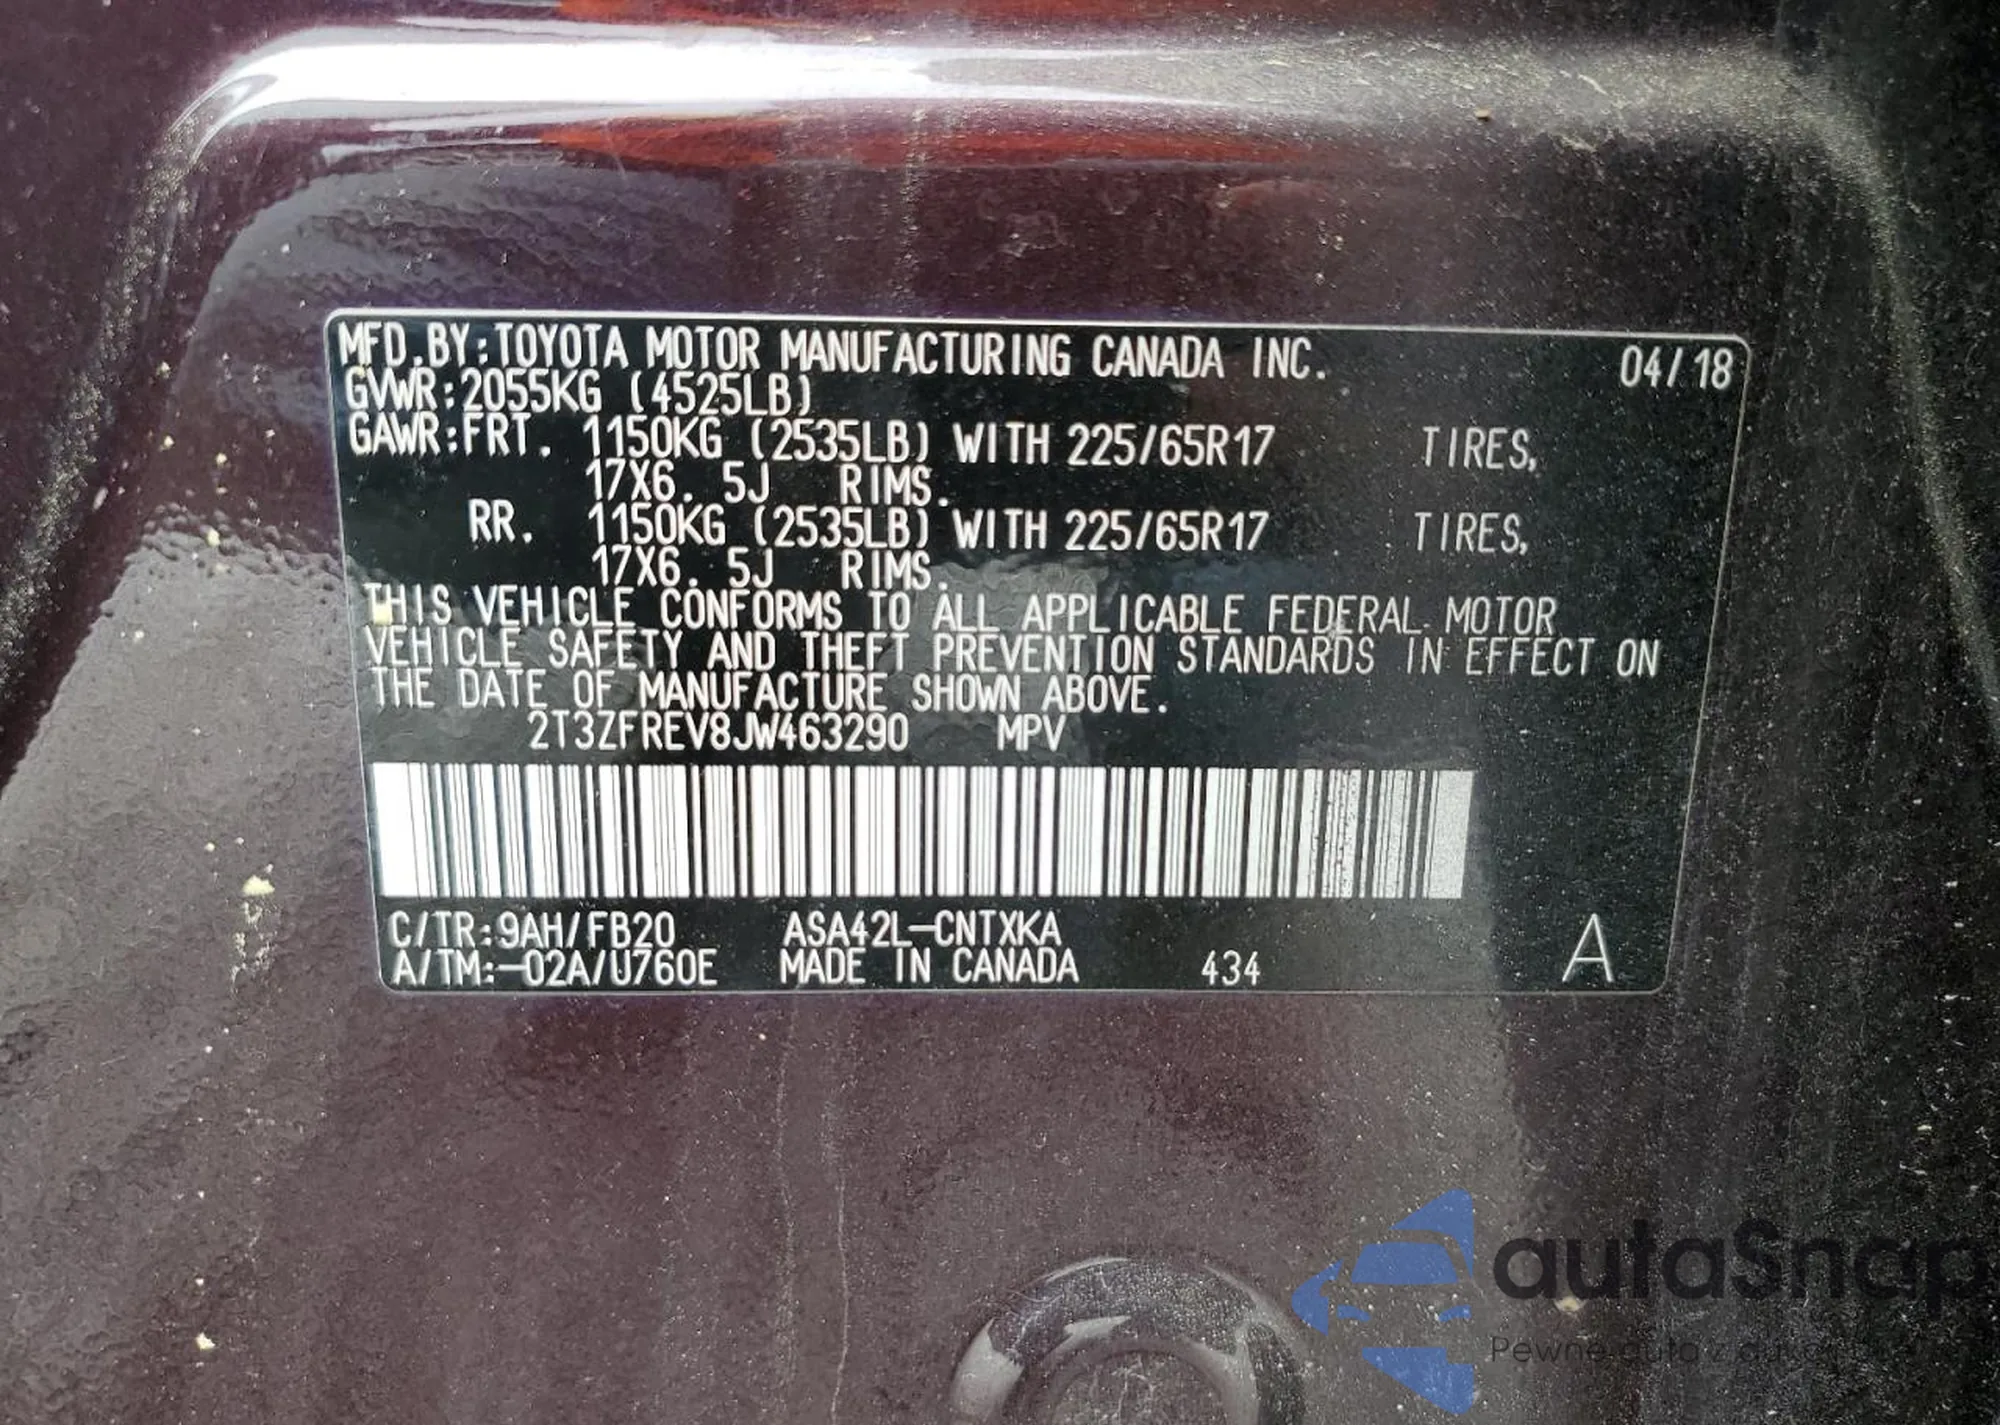 MFD.BY:TOYOTA MOTOR MANUFACTURING CANADA INC. 04/18
GVWR:2055KG (4525LB)
GAWR:FRT. 1150KG (2535LB) WITH 225/65R17 TIRES,
17X6. 5J RIMS.
RR. 1150KG (2535LB) WITH 225/65R17 TIRES,
17X6. 5J RIMS.
THIS VEHICLE CONFORMS TO ALL APPLICABLE FEDERAL MOTOR
VEHICLE SAFETY AND THEFT PREVENTION STANDARDS IN EFFECT ON
THE DATE OF MANUFACTURE SHOWN ABOVE.
2T3ZFREV8JW463290 MPV
C/TR:9AH/FB20 ASA42L-CNTXKA
A/TM:-02A/U760E MADE IN CANADA 434 A
autaSnap
Pewne auta z